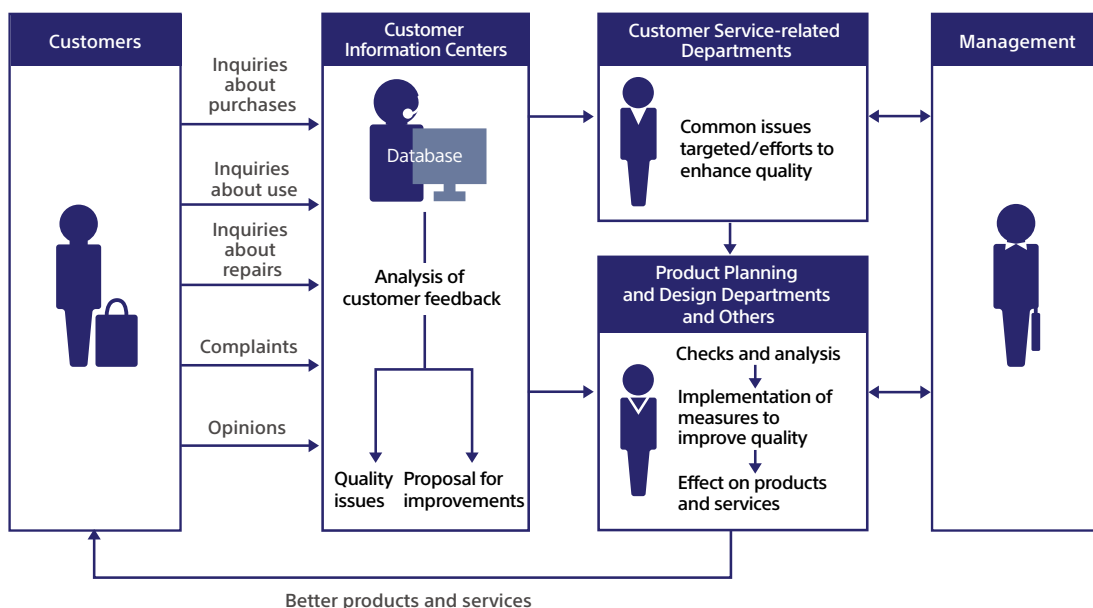 Customers
Inquiries
about
purchases
Inquiries
about use
Inquiries
about
repairs
Complaints
Opinions
Customer
Information Centers
Database
Analysis of
customer feedback
Quality
issues
Proposal for
improvements
Customer Service-related
Departments
Common issues
targeted/efforts to
enhance quality
Product Planning
and Design Departments
and Others
Checks and analysis
Implementation of
measures to
improve quality
Effect on products
and services
Management
Better products and services